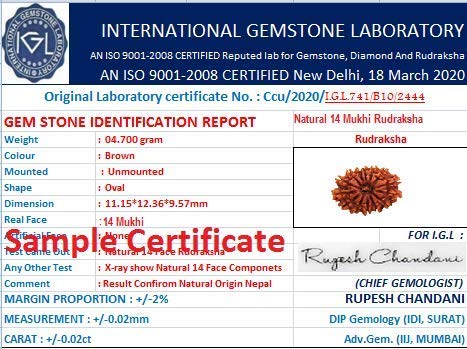 INTERNATIONAL GEMSTONE LABORATORY
INTERNATIONAL GEMSTONE LABORATORY
IGL
AN ISO 9001-2008 CERTIFIED Reputed lab for Gemstone, Diamond And Rudraksha
AN ISO 9001-2008 CERTIFIED New Delhi, 18 March 2020
Original Laboratory certificate No. : Ccu/2020/I.G.L.741/B10/2444
GEM STONE IDENTIFICATION REPORT
Natural 14 Mukhi Rudraksha
Weight : 04.700 gram
Rudraksha
Colour : Brown
Mounted : Unmounted
Shape : Oval
Dimension : 11.15*12.36*9.57mm
Real Face : 14 Mukhi
Artificial Face : None
Sample Certificate
FOR I.G.L :
Test Came Out : Natural 14 Face Rudraksha
Rugesh Chandani
Any Other Test : X-ray show Natural 14 Face Componets
Comment : Result Confirom Natural Origin Nepal
(CHIEF GEMOLOGIST)
MARGIN PROPORTION : +/-2%
RUPESH CHANDANI
MEASUREMENT : +/-0.02mm
DIP Gemology (IDI, SURAT)
CARAT : +/-0.02ct
Adv.Gem. (IIJ, MUMBAI)